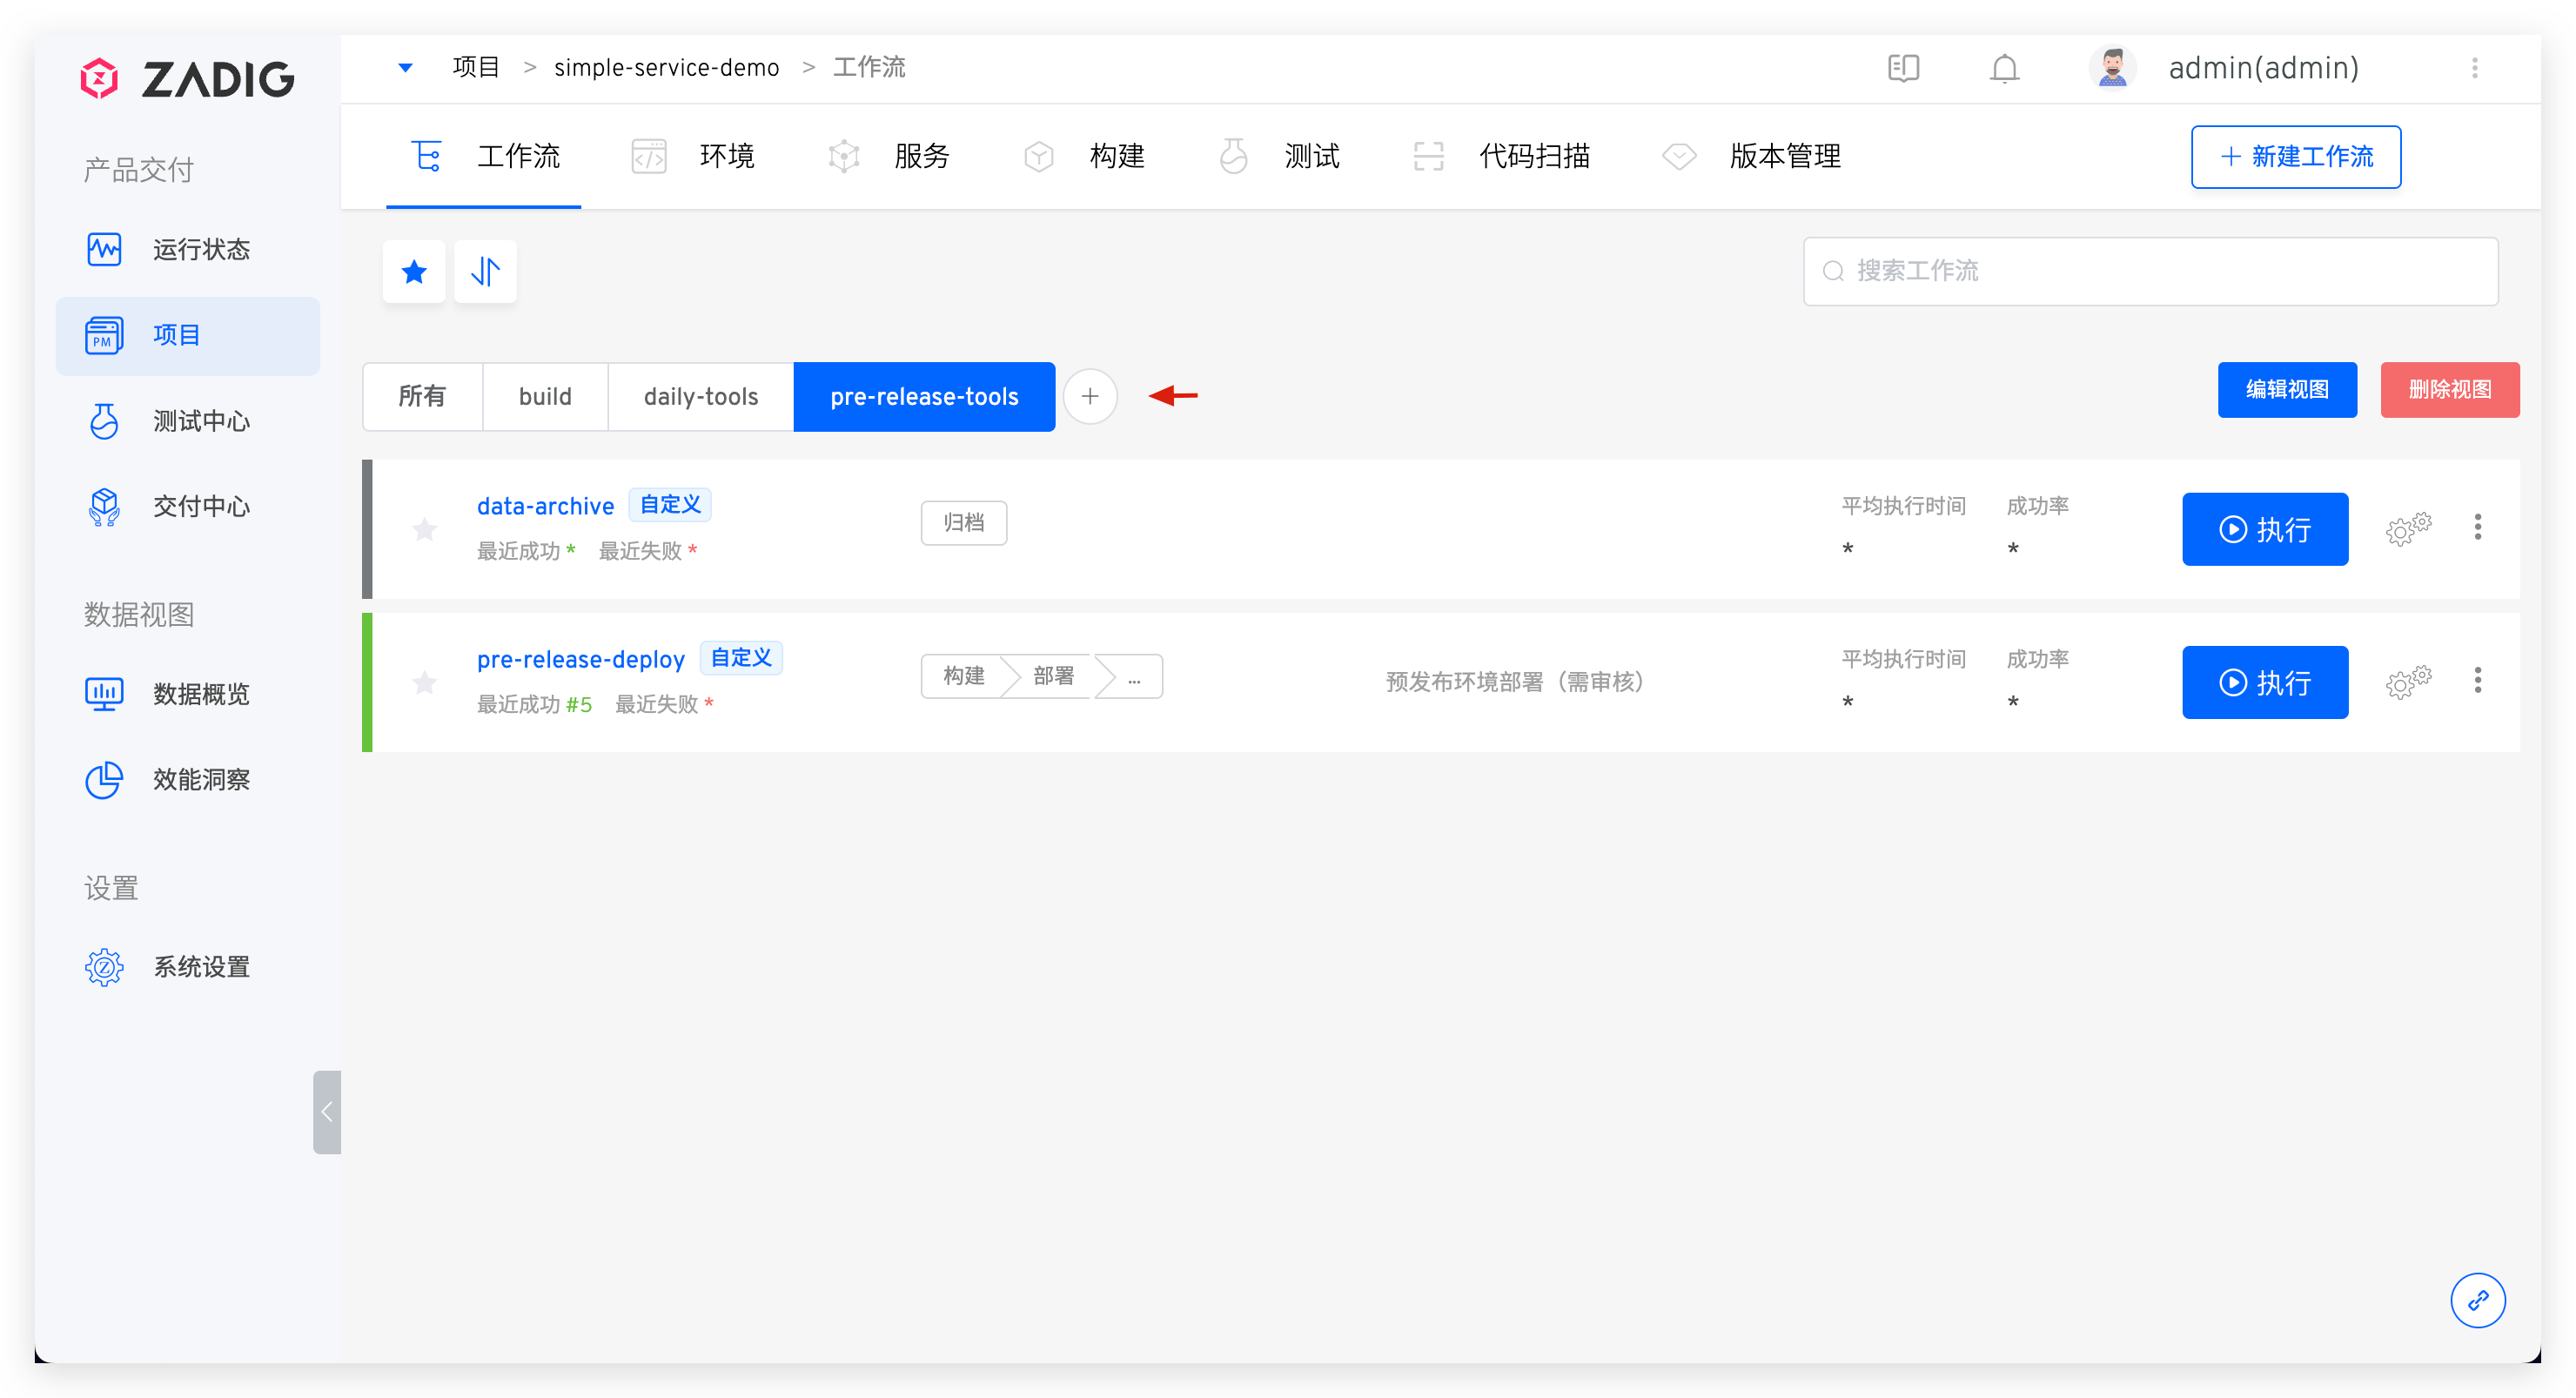 ZADIG
产品交付
运行状态
PM
项目
测试中心
交付中心
数据视图
数据概览
效能洞察
设置
Z
系统设置
项目 > simple-service-demo > 工作流
admin(admin)
工作流 环境 服务 构建 测试 代码扫描 版本管理
+ 新建工作流
搜索工作流
所有 build daily-tools pre-release-tools +
编辑视图 删除视图
data-archive 自定义
最近成功 * 最近失败 *
归档
平均执行时间 成功率
* *
执行
pre-release-deploy 自定义
最近成功 #5 最近失败 *
构建 部署 ...
预发布环境部署（需审核）
平均执行时间 成功率
* *
执行